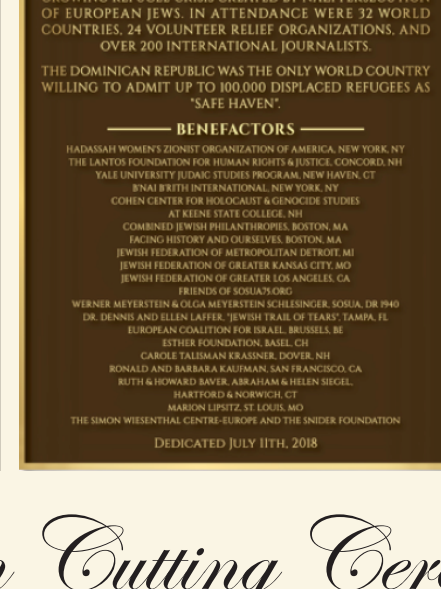 GROWING REFUGEE CRISIS CREATED BY NAZI PERSECUTION
OF EUROPEAN JEWS. IN ATTENDANCE WERE 32 WORLD
COUNTRIES, 24 VOLUNTEER RELIEF ORGANIZATIONS, AND
OVER 200 INTERNATIONAL JOURNALISTS.
THE DOMINICAN REPUBLIC WAS THE ONLY WORLD COUNTRY
WILLING TO ADMIT UP TO 100,000 DISPLACED REFUGEES AS
"SAFE HAVEN".
BENEFACTORS
HADASSAH WOMEN'S ZIONIST ORGANIZATION OF AMERICA, NEW YORK, NY
THE LANTOS FOUNDATION FOR HUMAN RIGHTS & JUSTICE, CONCORD, NH
YALE UNIVERSITY JUDAIC STUDIES PROGRAM, NEW HAVEN, CT
B'NAI B'RITH INTERNATIONAL, NEW YORK, NY
COHEN CENTER FOR HOLOCAUST & GENOCIDE STUDIES
AT KEENE STATE COLLEGE, NH
COMBINED JEWISH PHILANTHROPIES, BOSTON, MA
FACING HISTORY AND OURSELVES, BOSTON, MA
JEWISH FEDERATION OF METROPOLITAN DETROIT, MI
JEWISH FEDERATION OF GREATER KANSAS CITY, MO
JEWISH FEDERATION OF GREATER LOS ANGELES, CA
FRIENDS OF SOSUA75.ORG
WERNER MEYERSTEIN & OLGA MEYERSTEIN SCHLESINGER, SOSUA, DR 1940
DR. DENNIS AND ELLEN LAFFER, "JEWISH TRAIL OF TEARS", TAMPA, FL
EUROPEAN COALITION FOR ISRAEL, BRUSSELS, BE
ESTHER FOUNDATION, BASEL, CH
CAROLE TALISMAN KRASSNER, DOVER, NH
RONALD AND BARBARA KAUFMAN, SAN FRANCISCO, CA
RUTH & HOWARD BAVER, ABRAHAM & HELEN SIEGEL,
HARTFORD & NORWICH, CT
MARION LIPSITZ, ST. LOUIS, MO
THE SIMON WIESENTHAL CENTRE-EUROPE AND THE SNIDER FOUNDATION
DEDICATED JULY 11TH, 2018
n Cutting Cer